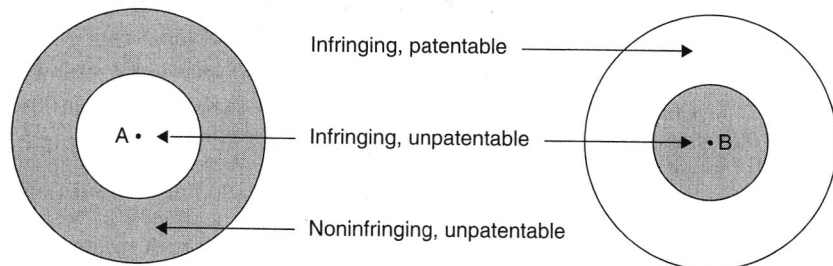 Infringing, patentable
A
Infringing, unpatentable
B
Noninfringing, unpatentable